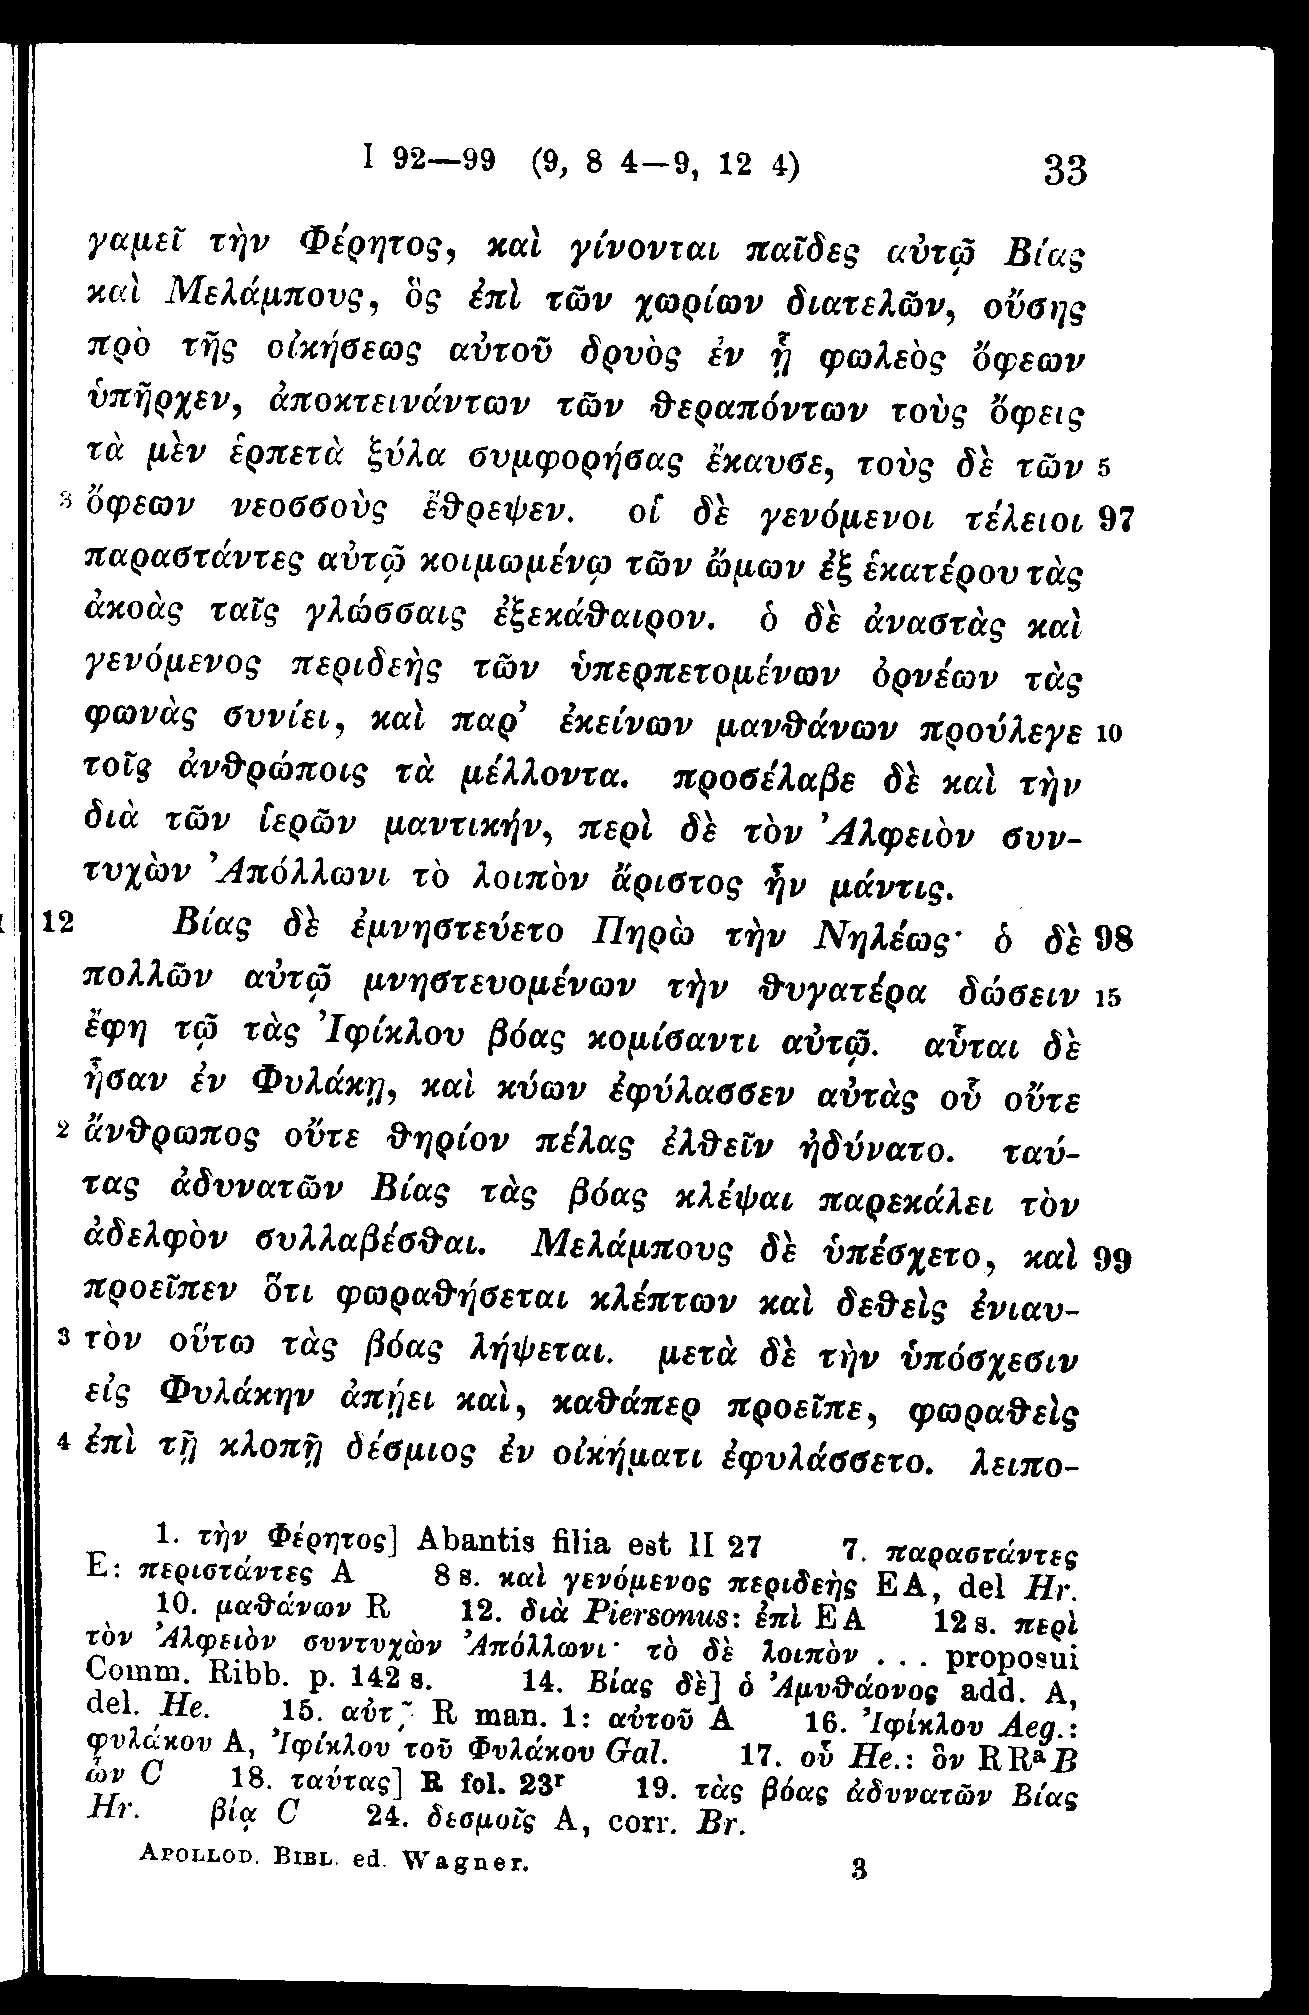 I 92—99 (9, 8 4—9, 12 4) 33
γαμεῖ τὴν Φέρητος, καὶ γίνονται παῖδες αὐτῷ Βίας
καὶ Μελάμπους, ὃς ἐπὶ τῶν χωρίων διατελῶν, οὔσης
πρὸ τῆς οἰκήσεως αὐτοῦ δρυὸς ἐν ᾗ φωλεὸς ὄφεων
ὑπῆρχεν, ἀποκτεινάντων τῶν θεραπόντων τοὺς ὄφεις
τὰ μὲν ἑρπετὰ ξύλα συμφορήσας ἔκαυσε, τοὺς δὲ τῶν 5
3 ὄφεων νεοσσοὺς ἔθρεψεν. οἱ δὲ γενόμενοι τέλειοι 97
παραστάντες αὐτῷ κοιμωμένῳ τῶν ὤμων ἐξ ἑκατέρου τὰς
ἀκοὰς ταῖς γλώσσαις ἐξεκάθαιρον. ὁ δὲ ἀναστὰς καὶ
γενόμενος περιδεὴς τῶν ὑπερπετομένων ὀρνέων τὰς
φωνὰς συνίει, καὶ παρ’ ἐκείνων μανθάνων προύλεγε 10
τοῖς ἀνθρώποις τὰ μέλλοντα. προσέλαβε δὲ καὶ τὴν
διὰ τῶν ἱερῶν μαντικήν, περὶ δὲ τὸν Ἀλφειὸν συν-
τυχὼν Ἀπόλλωνι τὸ λοιπὸν ἄριστος ἦν μάντις.
12 Βίας δὲ ἐμνηστεύετο Πηρὼ τὴν Νηλέως· ὁ δὲ 98
πολλῶν αὐτῷ μνηστευομένων τὴν θυγατέρα δώσειν 15
ἔφη τῷ τὰς Ἰφίκλου βόας κομίσαντι αὐτῷ. αὗται δὲ
ἦσαν ἐν Φυλάκῃ, καὶ κύων ἐφύλασσεν αὐτὰς οὗ οὔτε
2 ἄνθρωπος οὔτε θηρίον πέλας ἐλθεῖν ἠδύνατο. ταύ-
τας ἀδυνατῶν Βίας τὰς βόας κλέψαι παρεκάλει τὸν
ἀδελφὸν συλλαβέσθαι. Μελάμπους δὲ ὑπέσχετο, καὶ 99
προεῖπεν ὅτι φωραθήσεται κλέπτων καὶ δεθεὶς ἐνιαυ-
3 τὸν οὕτω τὰς βόας λήψεται. μετὰ δὲ τὴν ὑπόσχεσιν
εἰς Φυλάκην ἀπῄει καὶ, καθάπερ προεῖπε, φωραθεὶς
4 ἐπὶ τῇ κλοπῇ δέσμιος ἐν οἰκήματι ἐφυλάσσετο. λειπο-
1. τὴν Φέρητος] Abantis filia est II 27 7. παραστάντες
E: περιστάντες A 8 s. καὶ γενόμενος περιδεὴς EA, del Hr.
10. μαθάνων R 12. διὰ Piersonus: ἐπὶ EA 12 s. περὶ
τὸν Ἀλφειὸν συντυχὼν Ἀπόλλωνι· τὸ δὲ λοιπὸν . . . proposui
Comm. Ribb. p. 142 s. 14. Βίας δὲ] ὁ Ἀμυθάονος add. A,
del. He. 15. αὐτ͂ R man. 1: αὐτοῦ A 16. Ἰφίκλου Aeg.:
φυλάκου A, Ἰφίκλου τοῦ Φυλάκου Gal. 17. οὗ He.: ὃν RRª B
ὧν C 18. ταύτας] R fol. 23ʳ 19. τὰς βόας ἀδυνατῶν Βίας
Hr. βίᾳ C 24. δεσμοῖς A, corr. Br.
APOLLOD. BIBL. ed. Wagner. 3